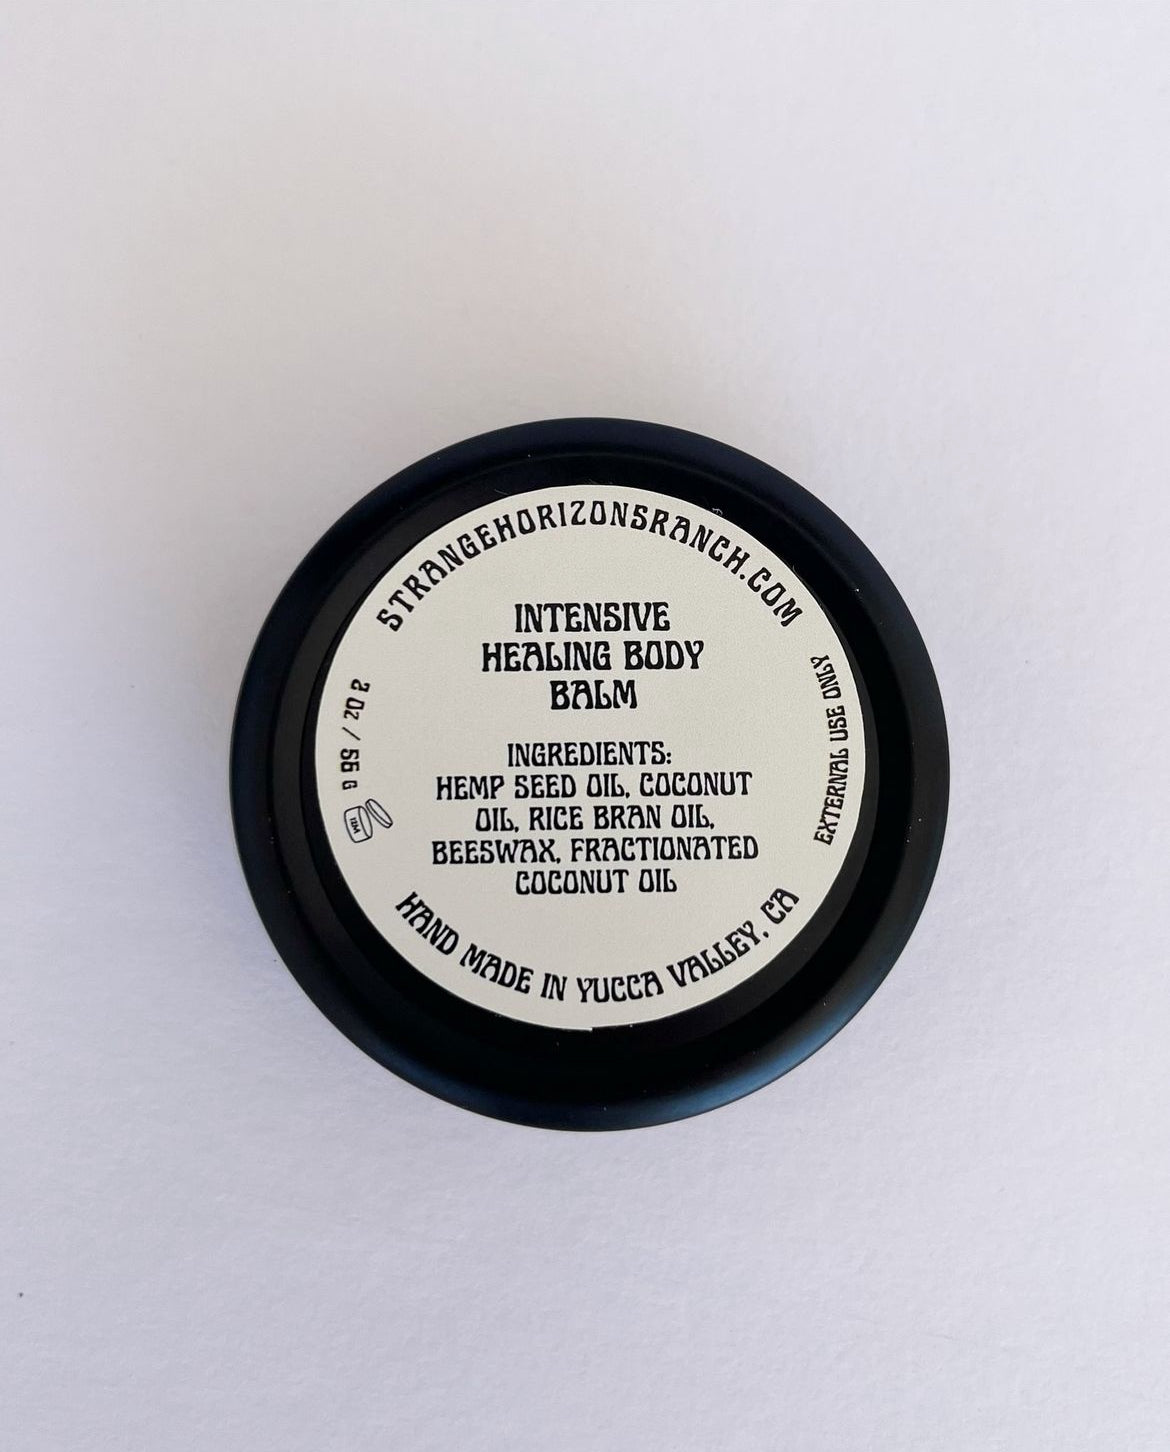 STRANGEHORIZONSRANCH.COM
INTENSIVE
HEALING BODY
BALM
INGREDIENTS:
HEMP SEED OIL, COCONUT
OIL, RICE BRAN OIL,
BEESWAX, FRACTIONATED
COCONUT OIL
2 OZ / 56 G
12M
EXTERNAL USE ONLY
HAND MADE IN YUCCA VALLEY, CA